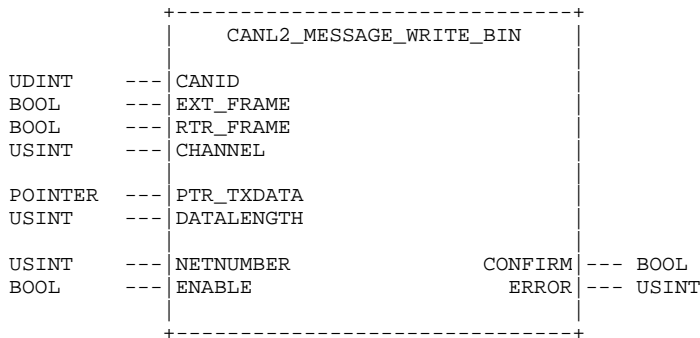 CANL2_MESSAGE_WRITE_BIN
UDINT ---|CANID
BOOL ---|EXT_FRAME
BOOL ---|RTR_FRAME
USINT ---|CHANNEL
POINTER ---|PTR_TXDATA
USINT ---|DATALENGTH
USINT ---|NETNUMBER CONFIRM|--- BOOL
BOOL ---|ENABLE ERROR|--- USINT